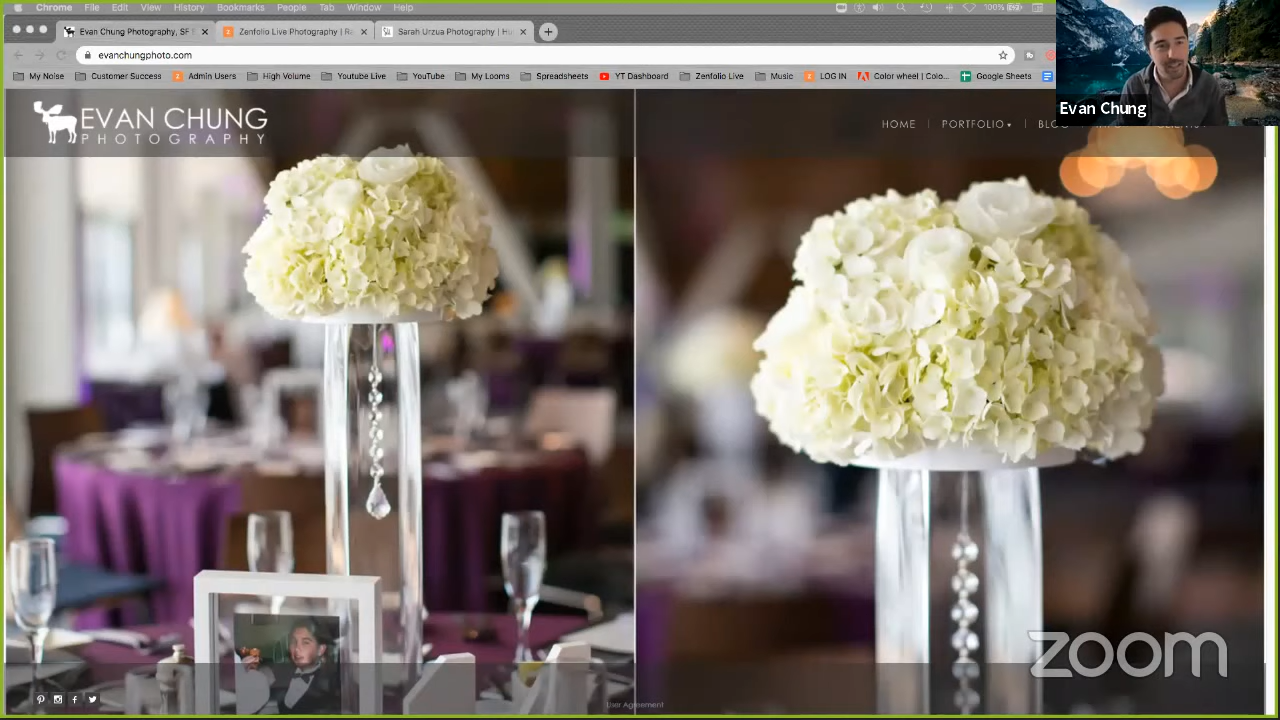 Chrome File Edit View History Bookmarks People Tab Window Help 100%
Evan Chung Photography, SF
Zenfolio Live Photography | Ra
Sarah Urzua Photography | Hu
evanchungphoto.com
My Noise Customer Success Admin Users High Volume Youtube Live YouTube My Looms Spreadsheets YT Dashboard Zenfolio Live Music LOG IN Color wheel | Colo... Google Sheets
Evan Chung
EVAN CHUNG
PHOTOGRAPHY
HOME | PORTFOLIO | BLOG
User Agreement
zoom